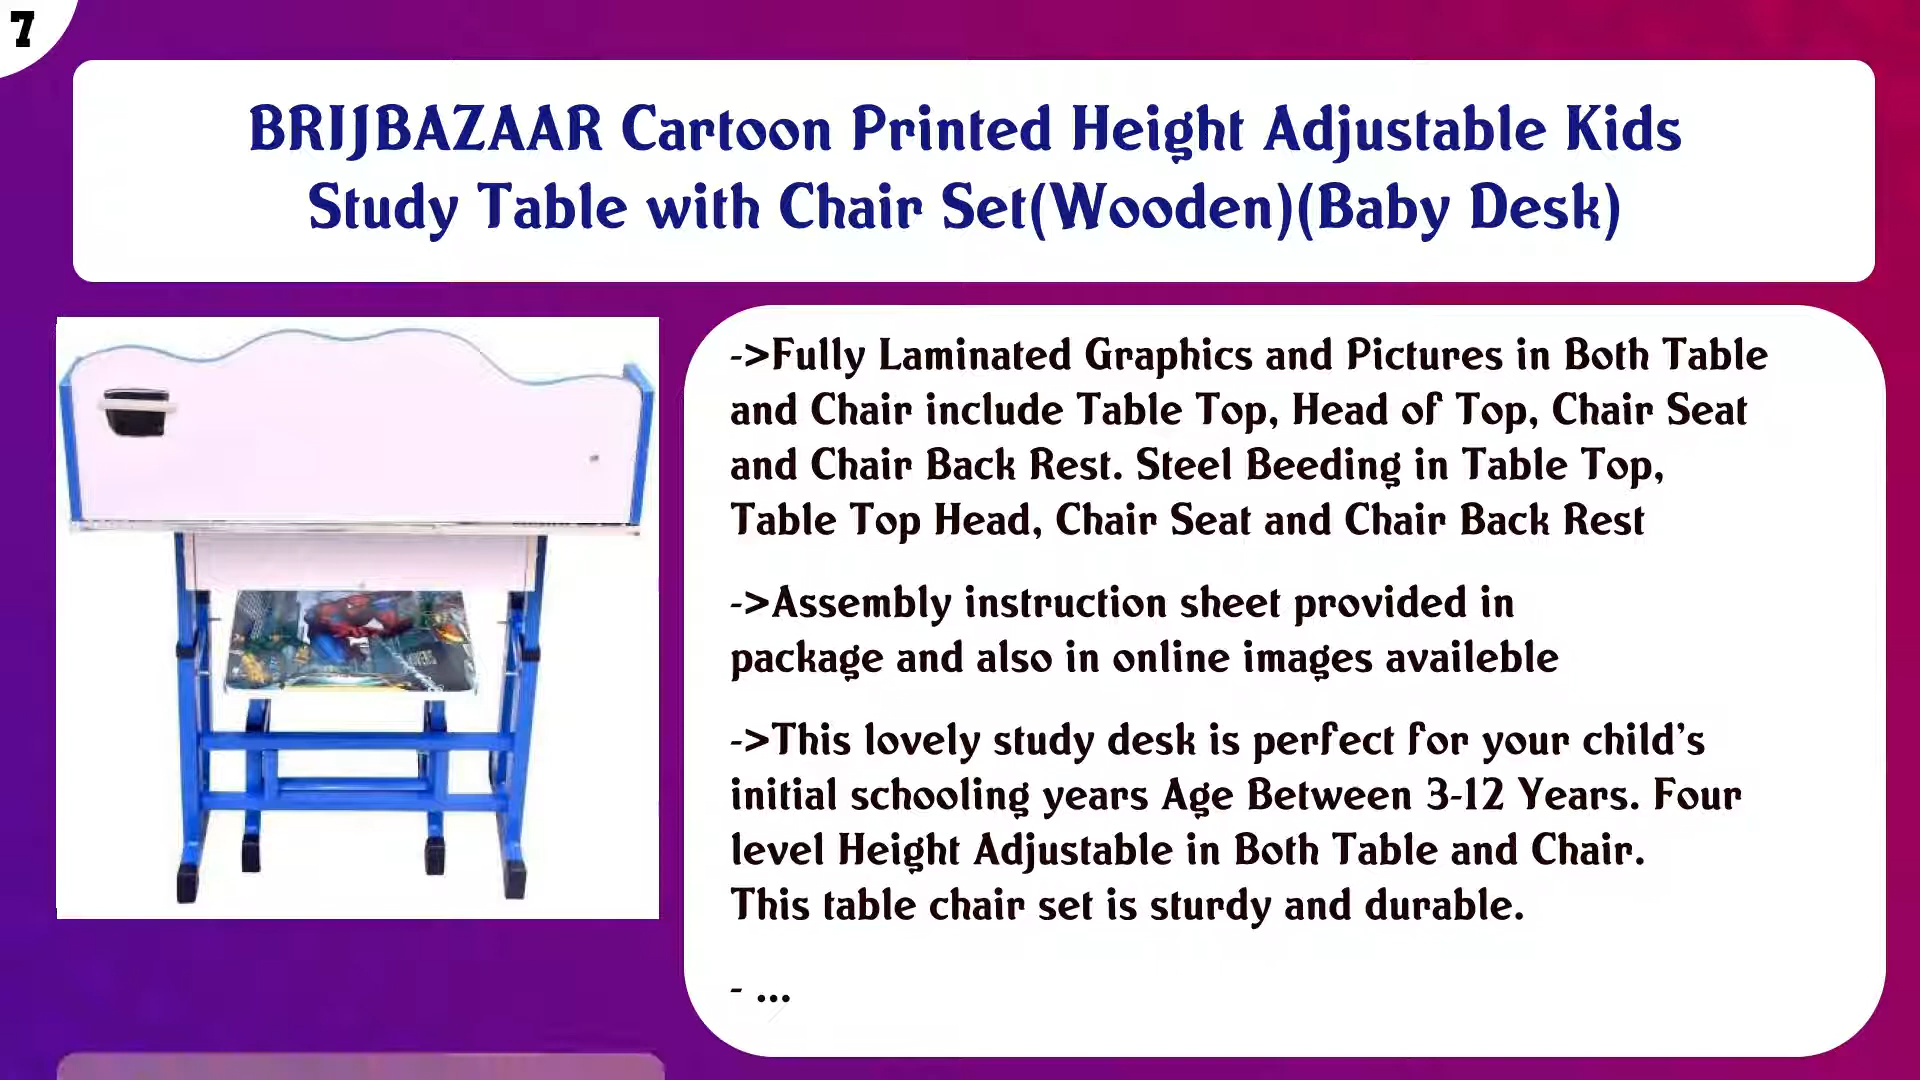 7
BRIJBAZAAR Cartoon Printed Height Adjustable Kids
Study Table with Chair Set(Wooden)(Baby Desk)
->Fully Laminated Graphics and Pictures in Both Table
and Chair include Table Top, Head of Top, Chair Seat
and Chair Back Rest. Steel Beeding in Table Top,
Table Top Head, Chair Seat and Chair Back Rest
->Assembly instruction sheet provided in
package and also in online images availeble
->This lovely study desk is perfect for your child's
initial schooling years Age Between 3-12 Years. Four
level Height Adjustable in Both Table and Chair.
This table chair set is sturdy and durable.
- ...